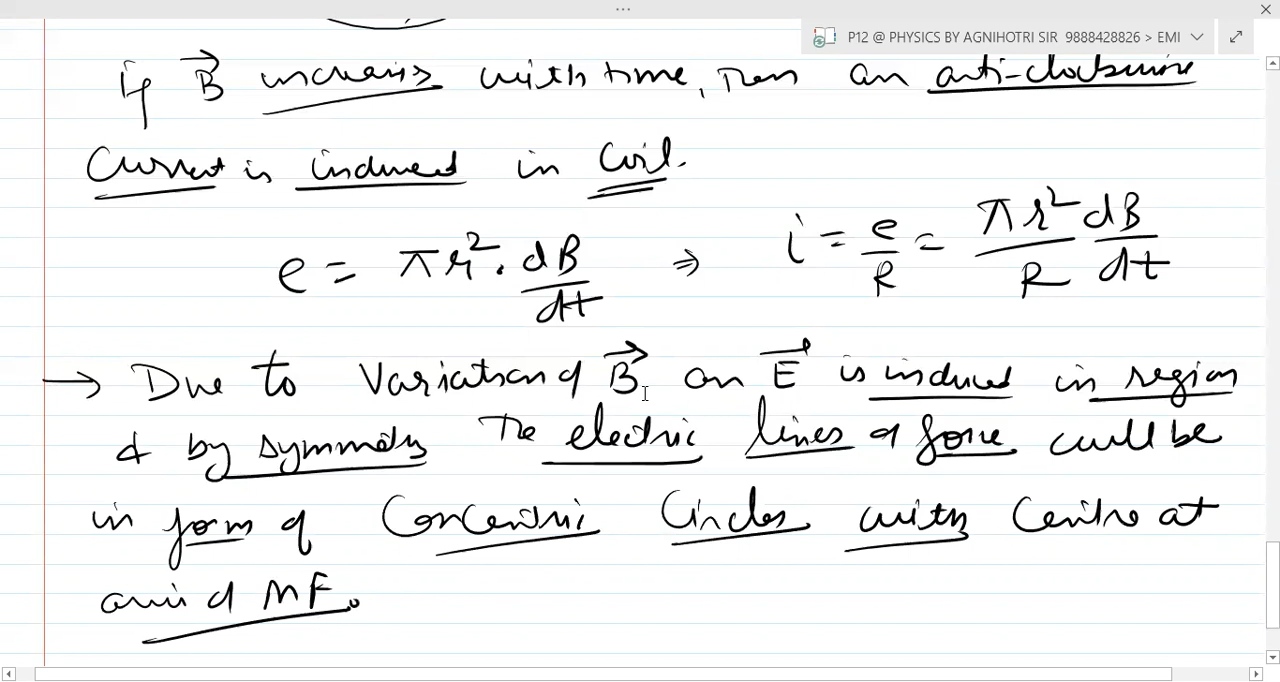 P12 @ PHYSICS BY AGNIHOTRI SIR 9888428826 > EMI
if B⃗ increases with time, then an anti-clockwise
Current is induced in Coil.
e = πr². dB/dt ⇒ i = e/R = πr²/R dB/dt
→ Due to Variation of B⃗ an E⃗ is induced in region
& by symmetry The electric lines of force will be
in form of Concentric Circles with Centre at
axis of MF.